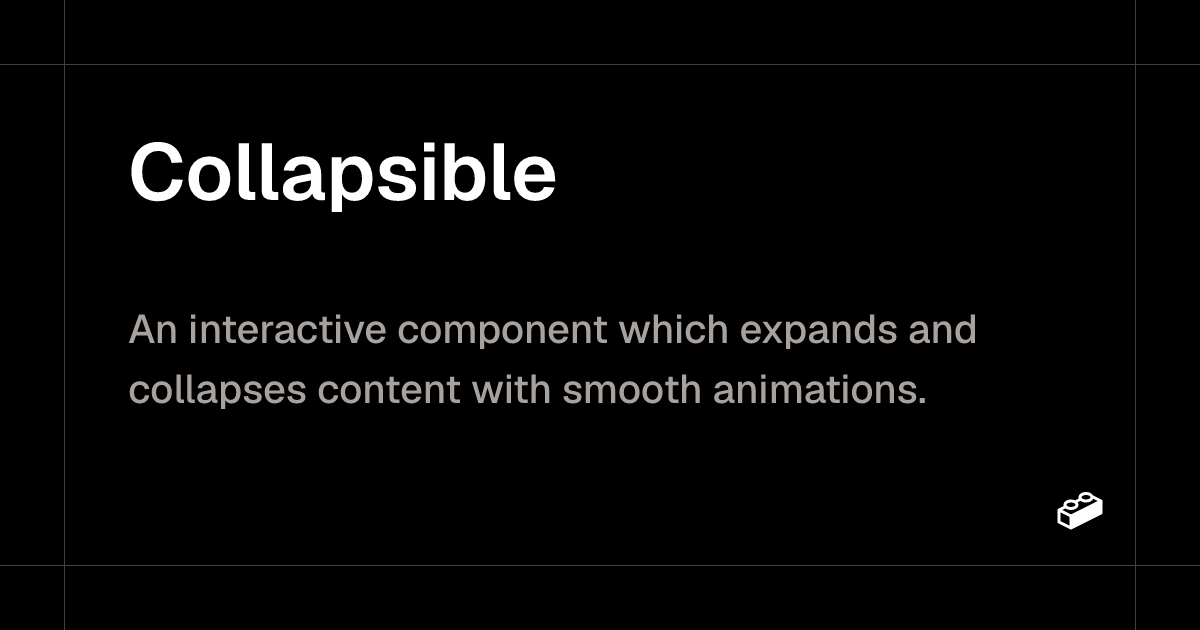 Collapsible
An interactive component which expands and
collapses content with smooth animations.